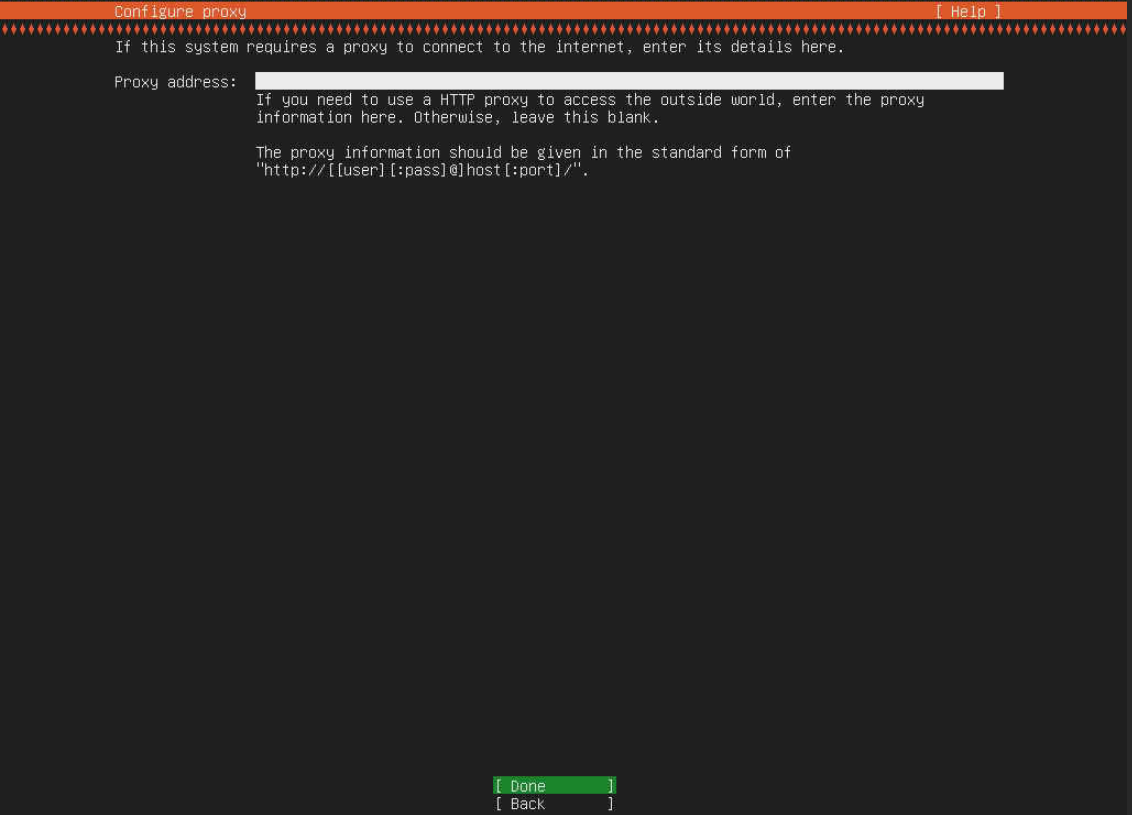 Configure proxy [ Help ]
If this system requires a proxy to connect to the internet, enter its details here.
Proxy address:
If you need to use a HTTP proxy to access the outside world, enter the proxy
information here. Otherwise, leave this blank.
The proxy information should be given in the standard form of
"http://[[user][:pass]@]host[:port]/".
[ Done ]
[ Back ]